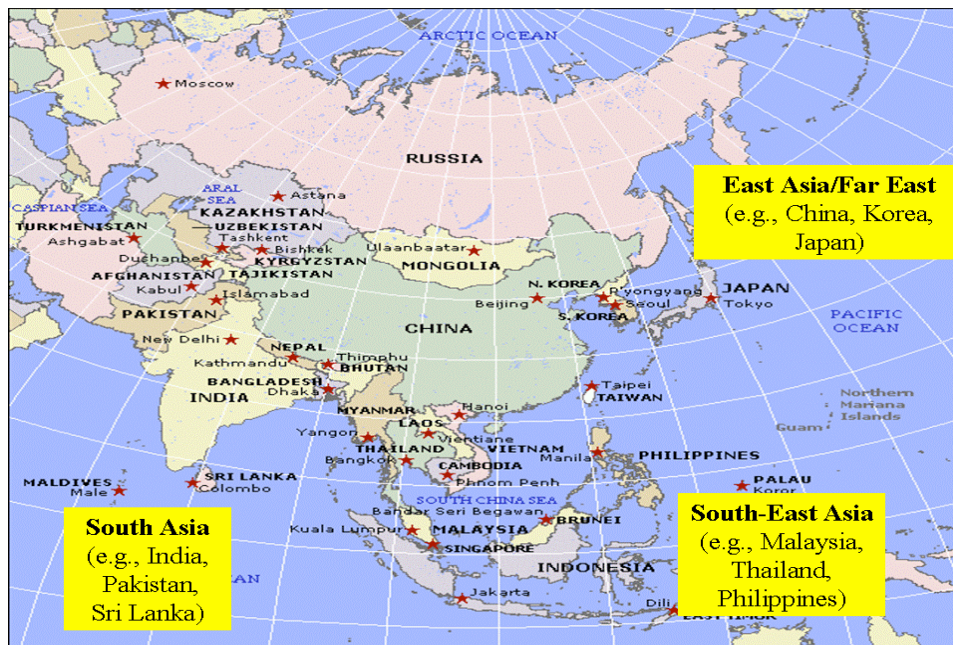 ARCTIC OCEAN
Moscow
RUSSIA
East Asia/Far East
(e.g., China, Korea,
Japan)
ARAL
SEA
Astana
CASPIAN SEA
KAZAKHSTAN
TURKMENISTAN
UZBEKISTAN
Ashgabat
Tashkent
Bishkek
Ulaanbaatar
Dushanbe
KYRGYZSTAN
MONGOLIA
AFGHANISTAN
TAJIKISTAN
Kabul
Islamabad
N. KOREA
P'yongyang
JAPAN
Beijing
Seoul
Tokyo
PAKISTAN
S. KOREA
PACIFIC
OCEAN
CHINA
New Delhi
NEPAL
Kathmandu
Thimphu
BHUTAN
BANGLADESH
Dhaka
Taipei
TAIWAN
INDIA
Northern
Mariana
Islands
MYANMAR
Hanoi
LAOS
Guam
Yangon
Vientiane
THAILAND
VIETNAM
Bangkok
Manila
PHILIPPINES
CAMBODIA
Phnom Penh
SRI LANKA
Colombo
MALDIVES
Male
PALAU
Koror
SOUTH CHINA SEA
Bandar Seri Begawan
BRUNEI
South Asia
(e.g., India,
Pakistan,
Sri Lanka)
South-East Asia
(e.g., Malaysia,
Thailand,
Philippines)
Kuala Lumpur
MALAYSIA
SINGAPORE
INDONESIA
AN
Jakarta
Dili
EAST TIMOR